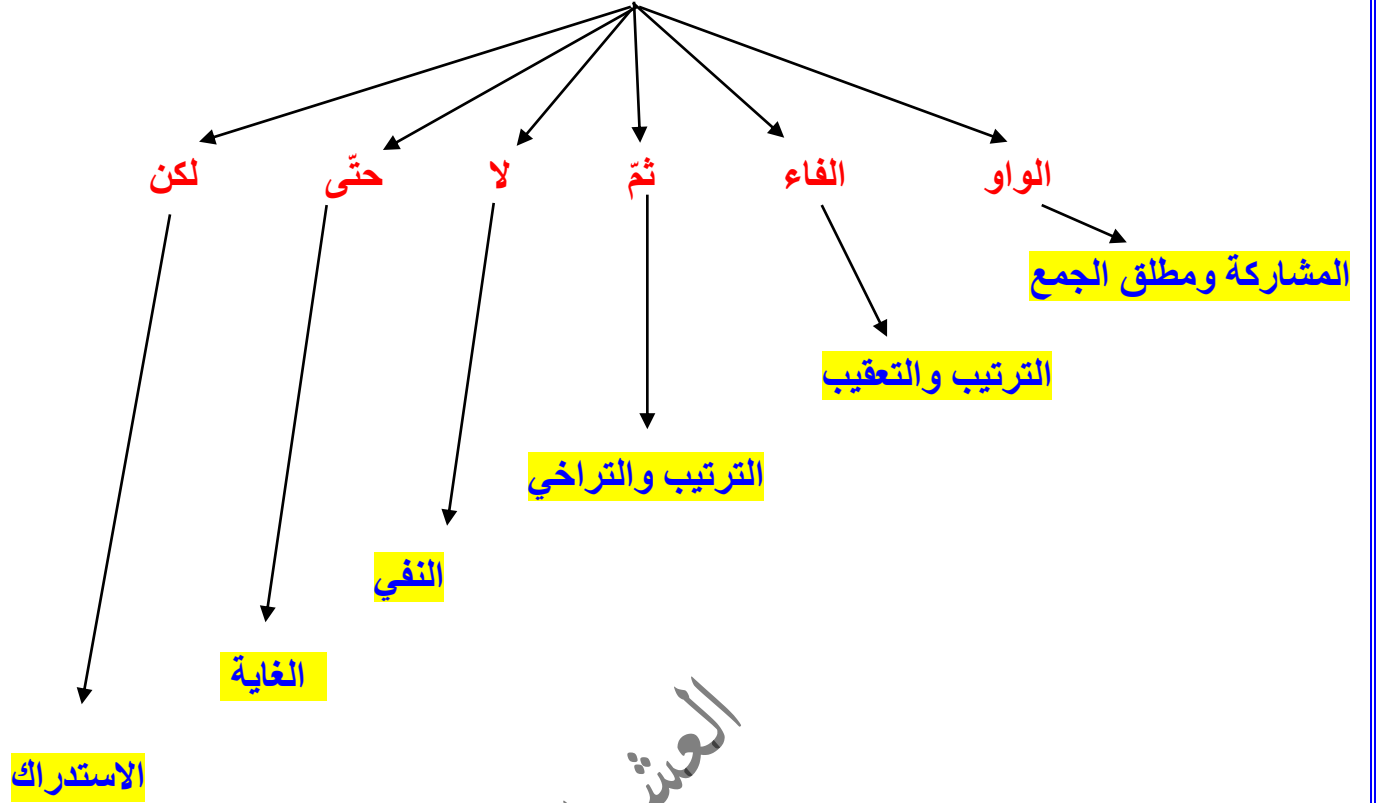 الواو الفاء ثمّ لا حتّى لكن
المشاركة ومطلق الجمع
الترتيب والتعقيب
الترتيب والتراخي
النفي
الغاية
الاستدراك